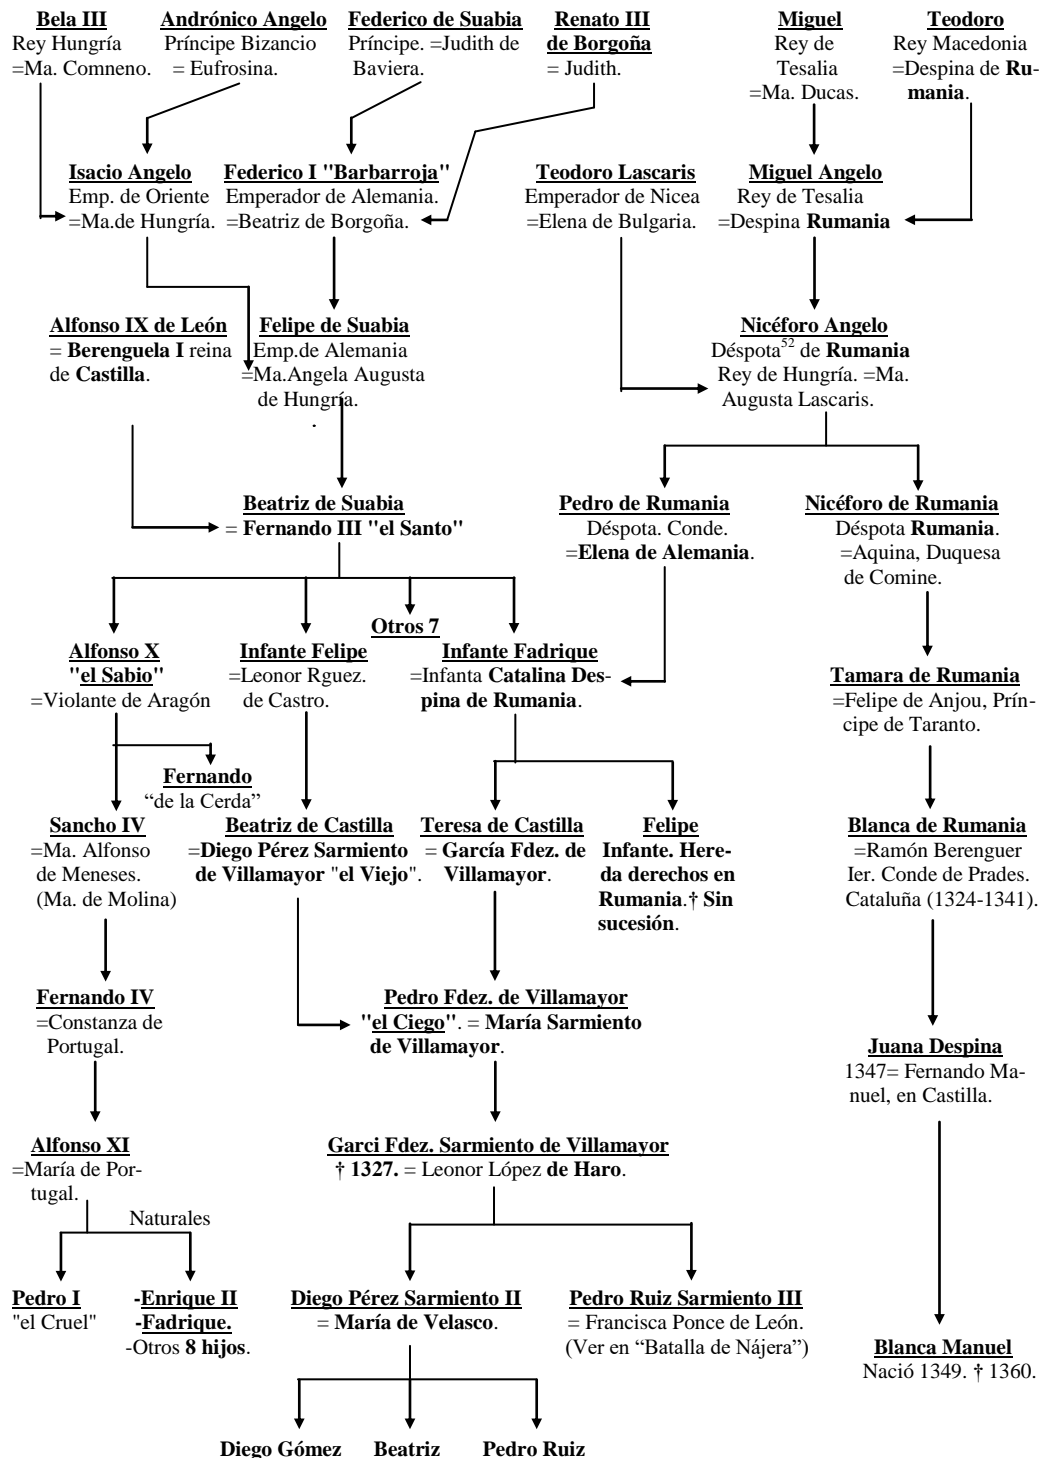 Bela III
Rey Hungría
=Ma. Comneno.
Andrónico Angelo
Príncipe Bizancio
= Eufrosina.
Federico de Suabia
Príncipe. =Judith de
Baviera.
Renato III
de Borgoña
= Judith.
Miguel
Rey de
Tesalia
=Ma. Ducas.
Teodoro
Rey Macedonia
=Despina de Ru-
mania.
Isacio Angelo
Emp. de Oriente
=Ma.de Hungría.
Federico I "Barbarroja"
Emperador de Alemania.
=Beatriz de Borgoña.
Teodoro Lascaris
Emperador de Nicea
=Elena de Bulgaria.
Miguel Angelo
Rey de Tesalia
=Despina Rumania
Alfonso IX de León
= Berenguela I reina
de Castilla.
Felipe de Suabia
Emp.de Alemania
=Ma.Angela Augusta
de Hungría.
.
Nicéforo Angelo
Déspota52 de Rumania
Rey de Hungría. =Ma.
Augusta Lascaris.
Beatriz de Suabia
= Fernando III "el Santo"
Pedro de Rumania
Déspota. Conde.
=Elena de Alemania.
Nicéforo de Rumania
Déspota Rumania.
=Aquina, Duquesa
de Comine.
Otros 7
Alfonso X
"el Sabio"
=Violante de Aragón
Infante Felipe
=Leonor Rguez.
de Castro.
Infante Fadrique
=Infanta Catalina Des-
pina de Rumania.
Tamara de Rumania
=Felipe de Anjou, Prín-
cipe de Taranto.
Fernando
“de la Cerda”
Sancho IV
=Ma. Alfonso
de Meneses.
(Ma. de Molina)
Beatriz de Castilla
=Diego Pérez Sarmiento
de Villamayor "el Viejo".
Teresa de Castilla
= García Fdez. de
Villamayor.
Felipe
Infante. Here-
da derechos en
Rumania.† Sin
sucesión.
Blanca de Rumania
=Ramón Berenguer
Ier. Conde de Prades.
Cataluña (1324-1341).
Fernando IV
=Constanza de
Portugal.
Pedro Fdez. de Villamayor
"el Ciego". = María Sarmiento
de Villamayor.
Juana Despina
1347= Fernando Ma-
nuel, en Castilla.
Alfonso XI
=María de Por-
tugal.
Garci Fdez. Sarmiento de Villamayor
† 1327. = Leonor López de Haro.
Naturales
Pedro I
"el Cruel"
-Enrique II
-Fadrique.
-Otros 8 hijos.
Diego Pérez Sarmiento II
= María de Velasco.
Pedro Ruiz Sarmiento III
= Francisca Ponce de León.
(Ver en “Batalla de Nájera”)
Blanca Manuel
Nació 1349. † 1360.
Diego Gómez
Beatriz
Pedro Ruiz